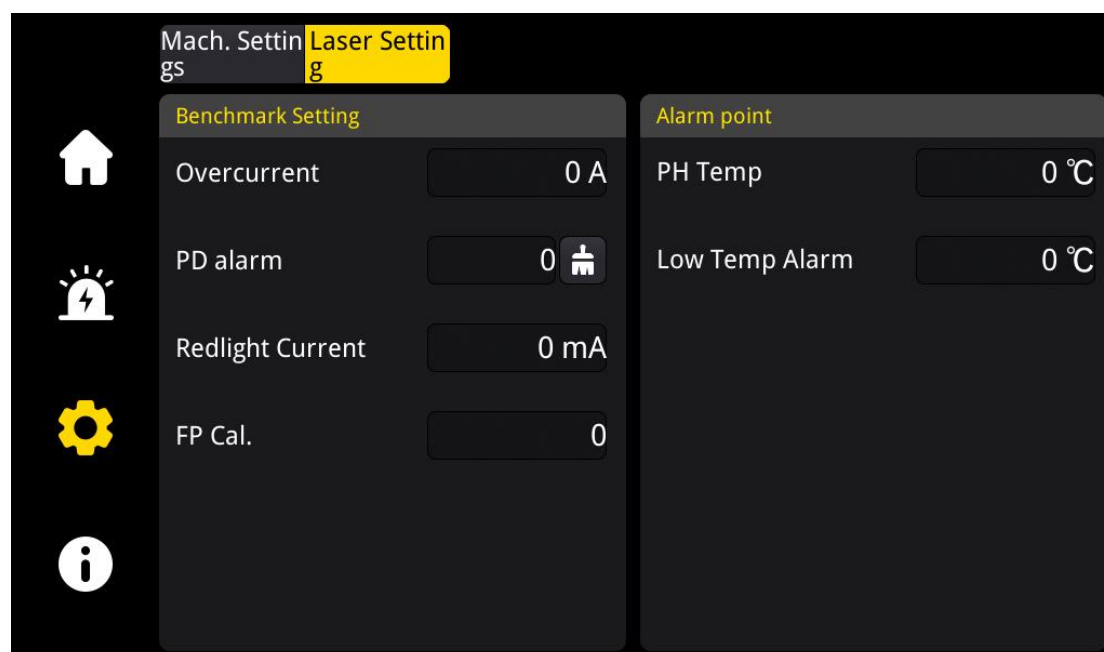 Mach. Settin
gs
Laser Settin
g
Benchmark Setting
Overcurrent 0 A
PD alarm 0
Redlight Current 0 mA
FP Cal. 0
Alarm point
PH Temp 0 ℃
Low Temp Alarm 0 ℃